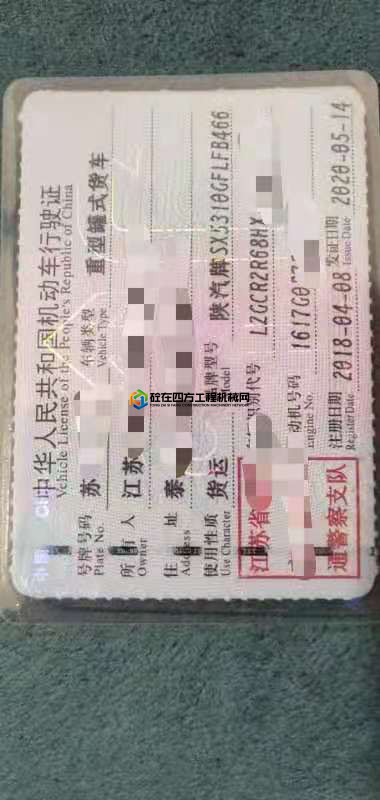 中华人民共和国机动车行驶证
Vehicle License of the People's Republic of China
号牌号码 苏 车辆类型 重型罐式货车
Plate No. Vehicle Type
所有人 江苏
Owner
住址 泰
Address
使用性质 货运 品牌型号 陕汽牌SX5310GFLFB466
Use Character Model
识别代号 LZGCR2R68HX
江苏省
发动机号码 1617G0
Engine No.
通警察支队
注册日期 2018-04-08 发证日期 2020-05-14
Register Date Issue Date
砼在四方工程机械网